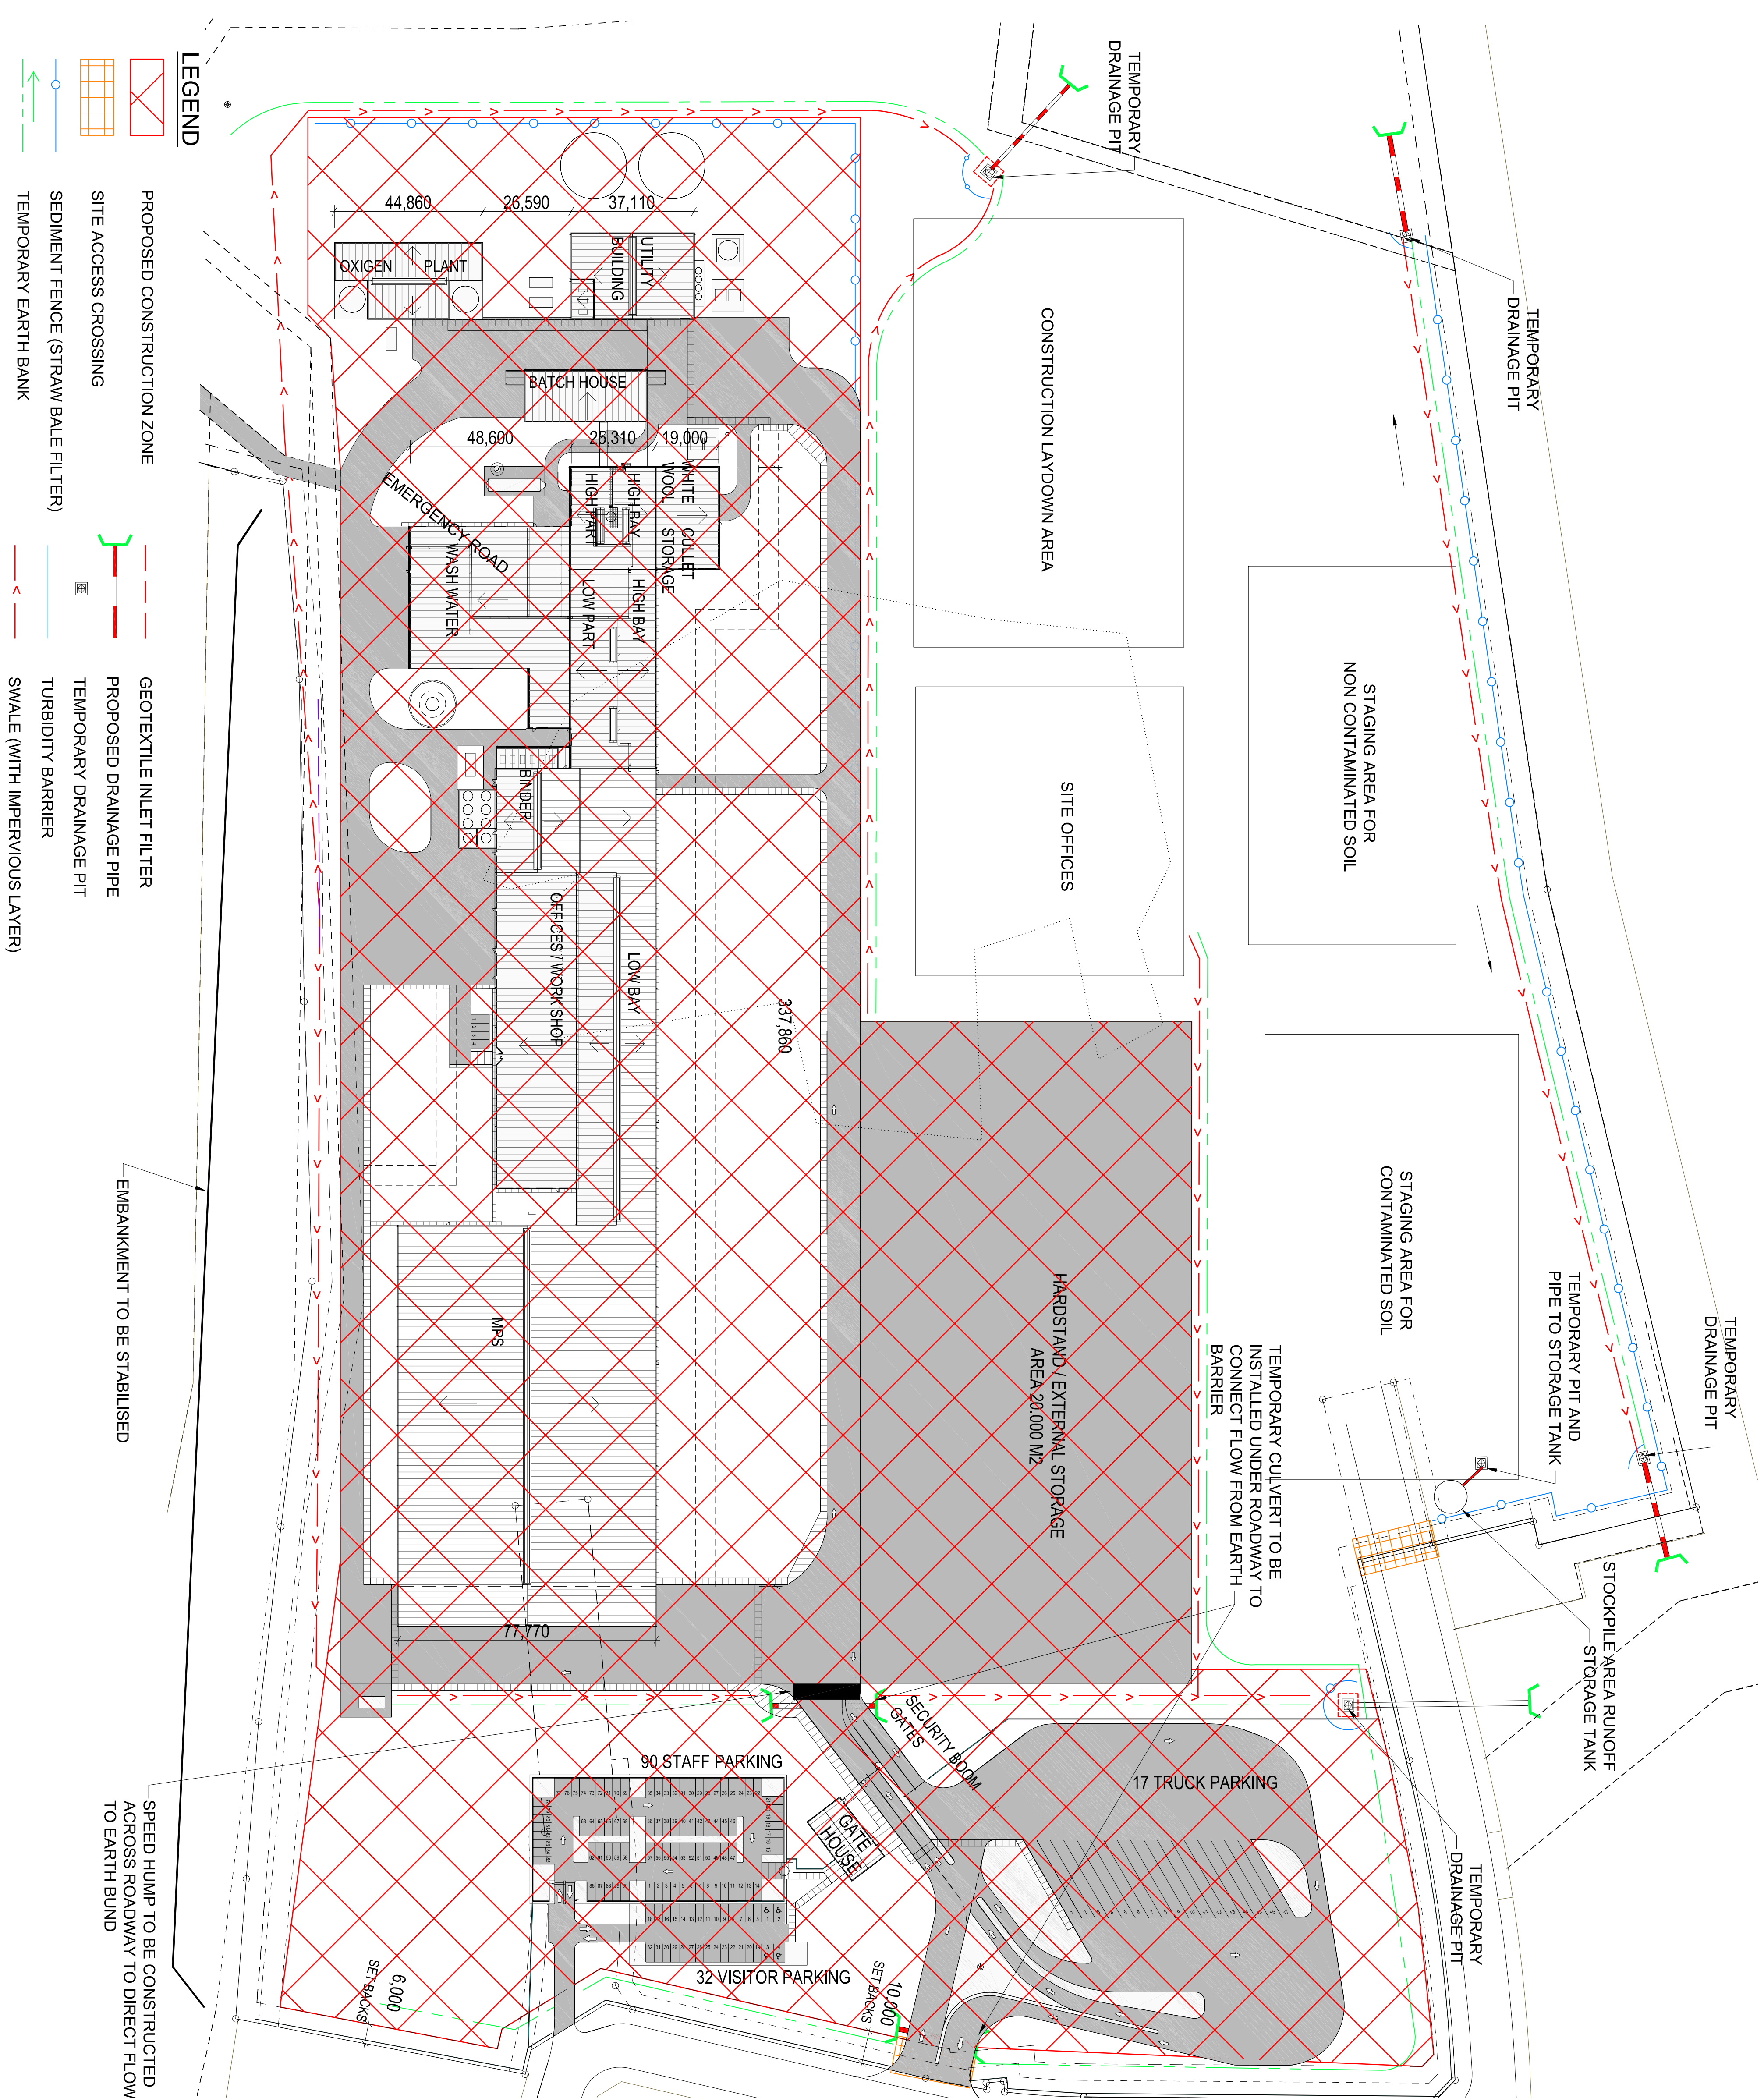 LEGEND
PROPOSED CONSTRUCTION ZONE
SITE ACCESS CROSSING
SEDIMENT FENCE (STRAW BALE FILTER)
TEMPORARY EARTH BANK
GEOTEXTILE INLET FILTER
PROPOSED DRAINAGE PIPE
TEMPORARY DRAINAGE PIT
TURBIDITY BARRIER
SWALE (WITH IMPERVIOUS LAYER)
TEMPORARY
DRAINAGE PIT
TEMPORARY
DRAINAGE PIT
TEMPORARY
DRAINAGE PIT
TEMPORARY PIT AND
PIPE TO STORAGE TANK
STOCKPILE AREA RUNOFF
STORAGE TANK
TEMPORARY
DRAINAGE PIT
CONSTRUCTION LAYDOWN AREA
SITE OFFICES
STAGING AREA FOR
NON CONTAMINATED SOIL
STAGING AREA FOR
CONTAMINATED SOIL
TEMPORARY CULVERT TO BE
INSTALLED UNDER ROADWAY TO
CONNECT FLOW FROM EARTH
BARRIER
HARDSTAND / EXTERNAL STORAGE
AREA 20.000 M2
44,860
26,590
37,110
OXIGEN PLANT
UTILITY
BUILDING
BATCH HOUSE
48,600
25,310
19,000
WHITE
WOOL
CULLET
STORAGE
HIGH BAY
HIGH PART
HIGH BAY
LOW PART
EMERGENCY ROAD
WASH WATER
BINDER
OFFICES / WORK SHOP
LOW BAY
337,860
MPS
77,770
EMBANKMENT TO BE STABILISED
SPEED HUMP TO BE CONSTRUCTED
ACROSS ROADWAY TO DIRECT FLOW
TO EARTH BUND
SECURITY BOOM
GATES
GATE
HOUSE
90 STAFF PARKING
17 TRUCK PARKING
32 VISITOR PARKING
6,000
SET BACKS
10,000
SET BACKS